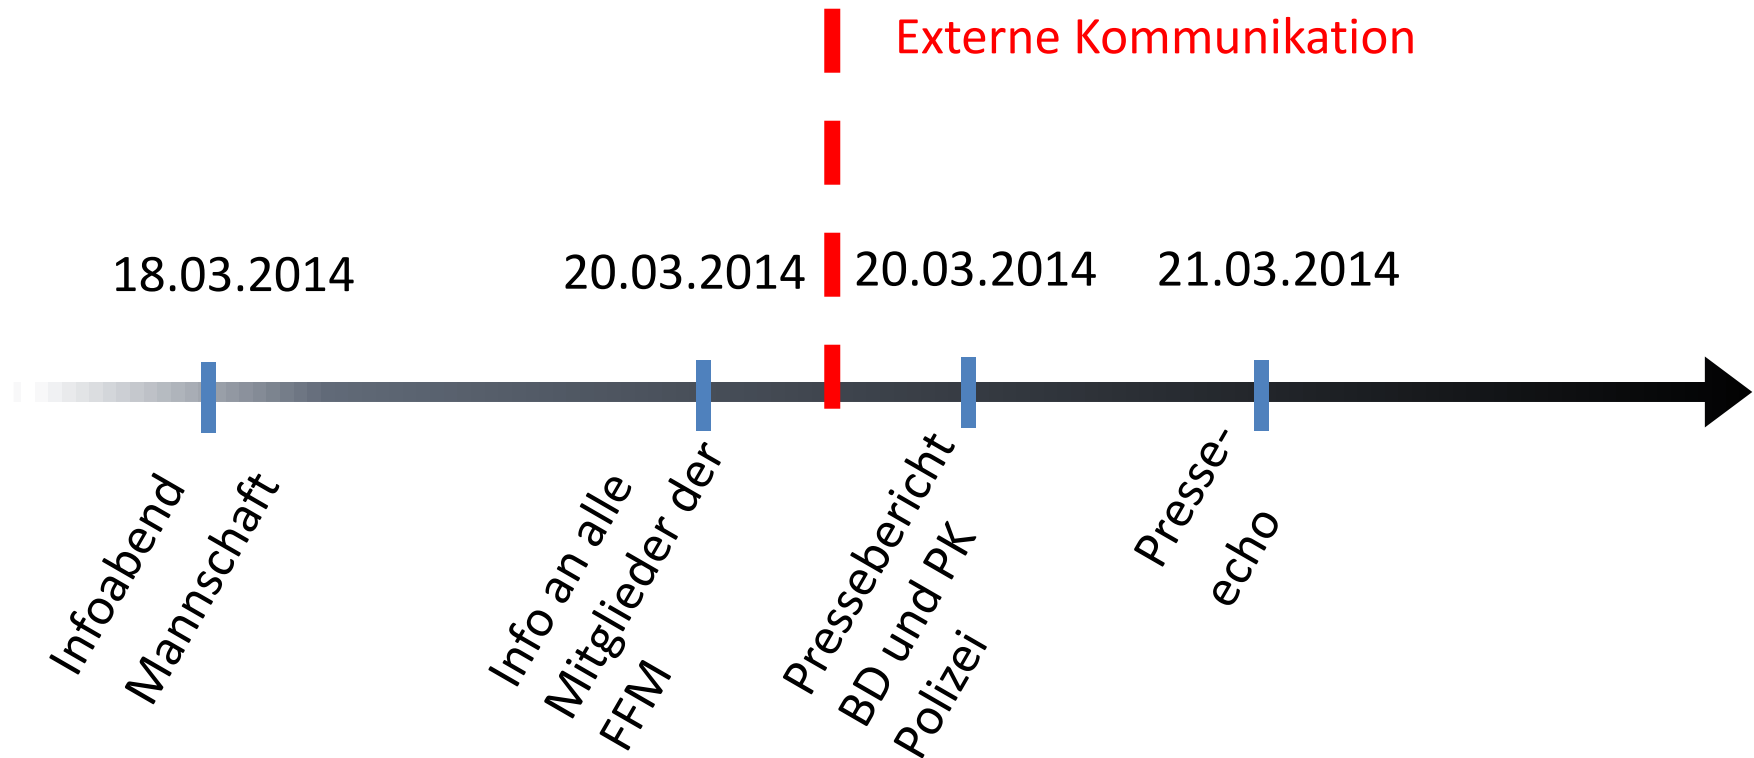 Externe Kommunikation
18.03.2014
20.03.2014
20.03.2014
21.03.2014
Infoabend
Mannschaft
Info an alle
Mitglieder der
FFM
Pressebericht
BD und PK
Polizei
Presse-
echo